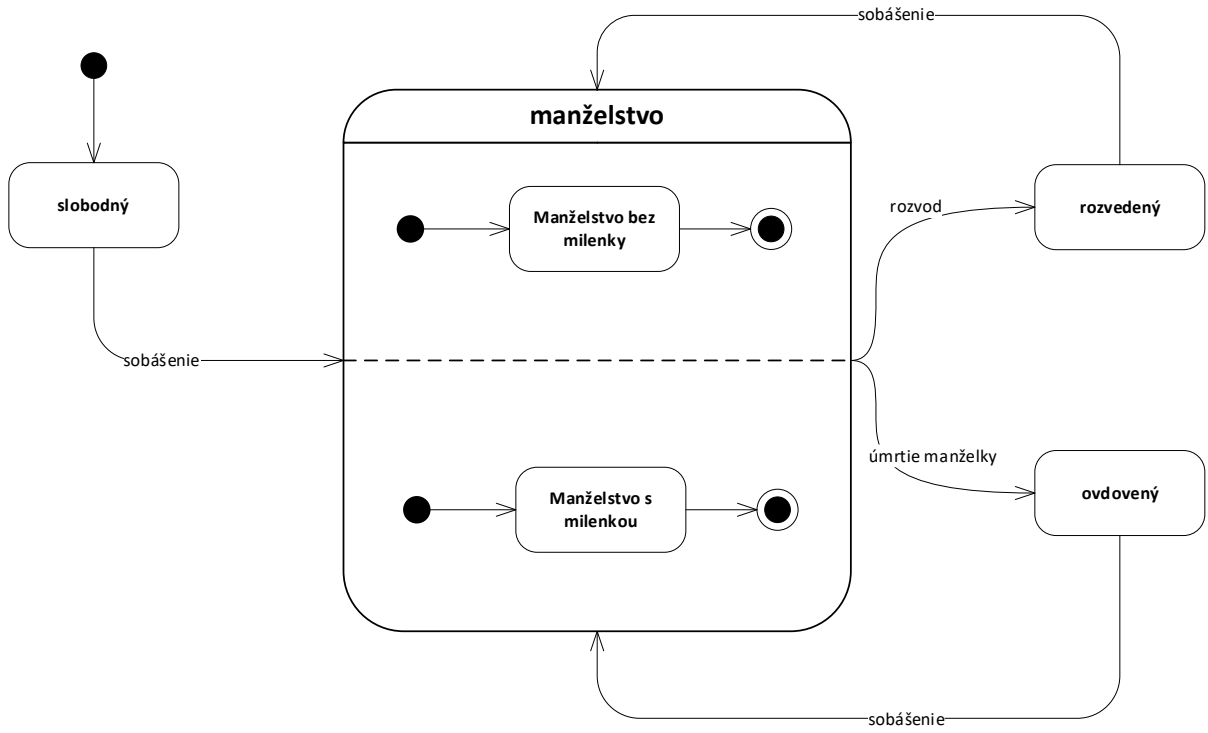 sobášenie
manželstvo
slobodný
Manželstvo bez
milenky
rozvod
rozvedený
sobášenie
úmrtie manželky
Manželstvo s
milenkou
ovdovený
sobášenie